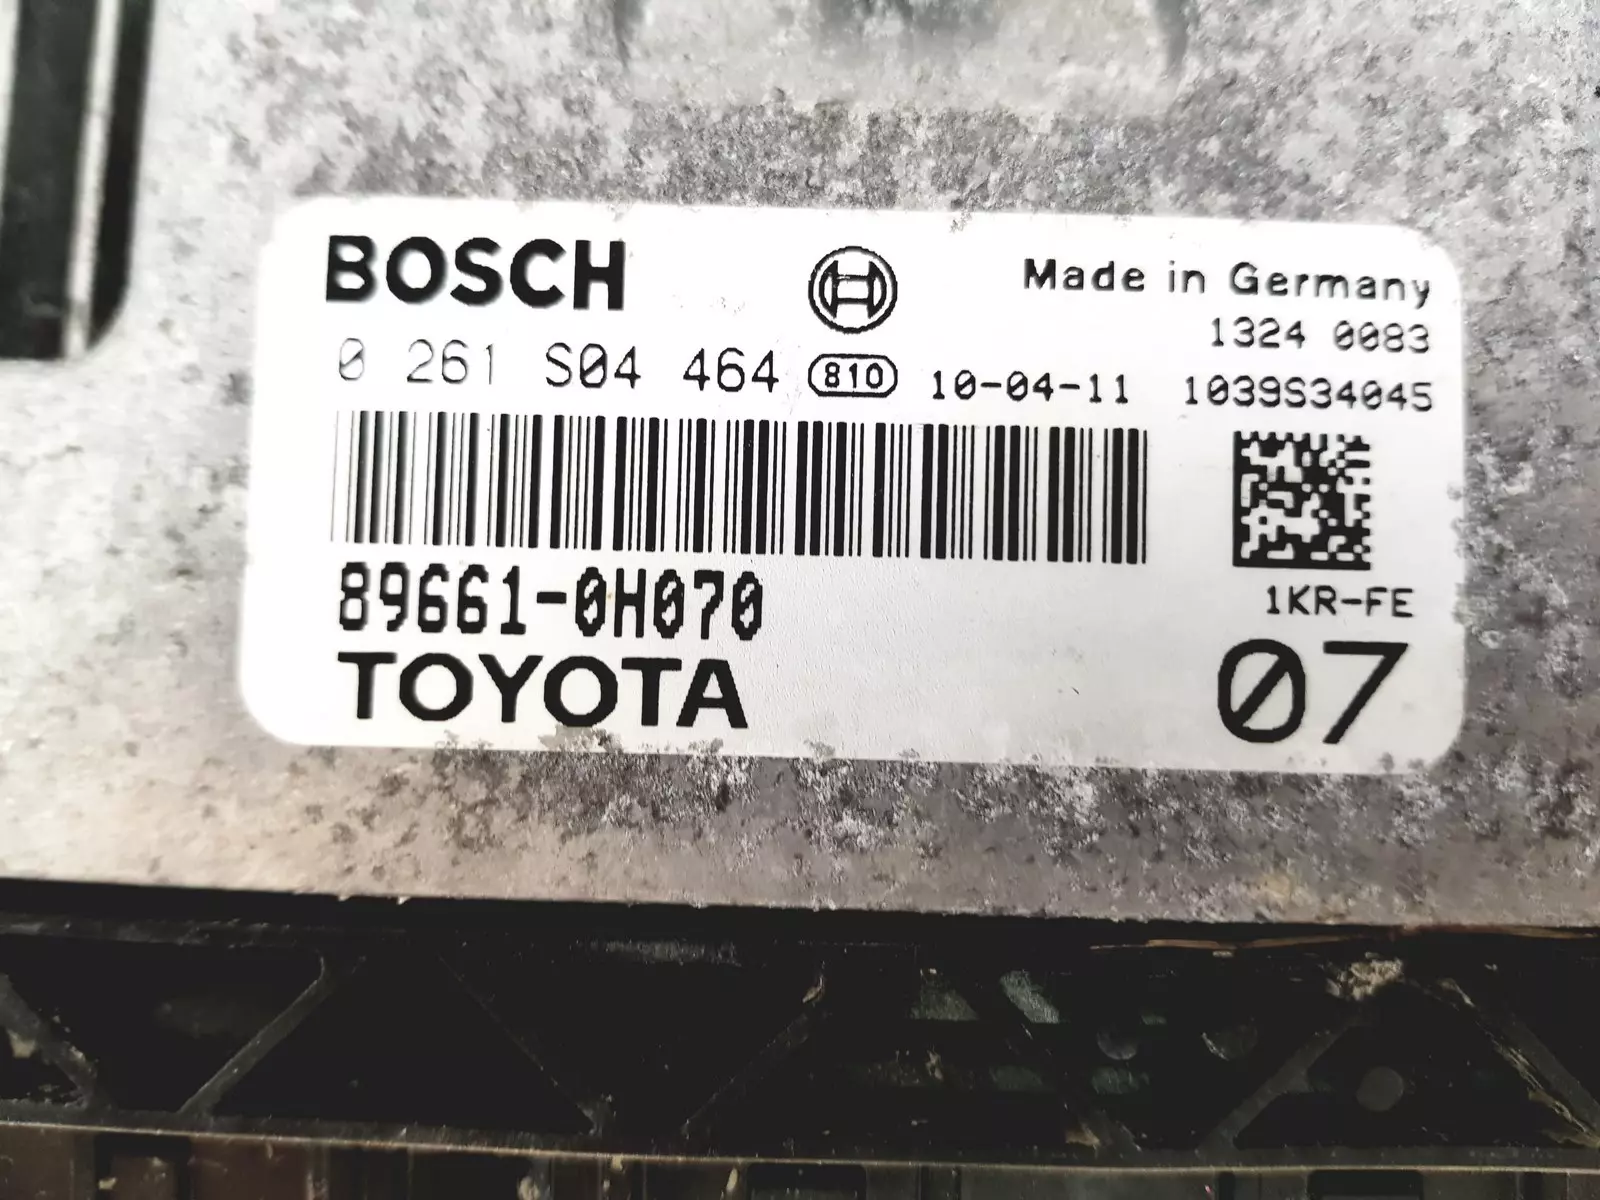 BOSCH
Made in Germany
1324 0083
0 261 S04 464 810 10-04-11 1039S34045
89661-0H070
1KR-FE
TOYOTA
07